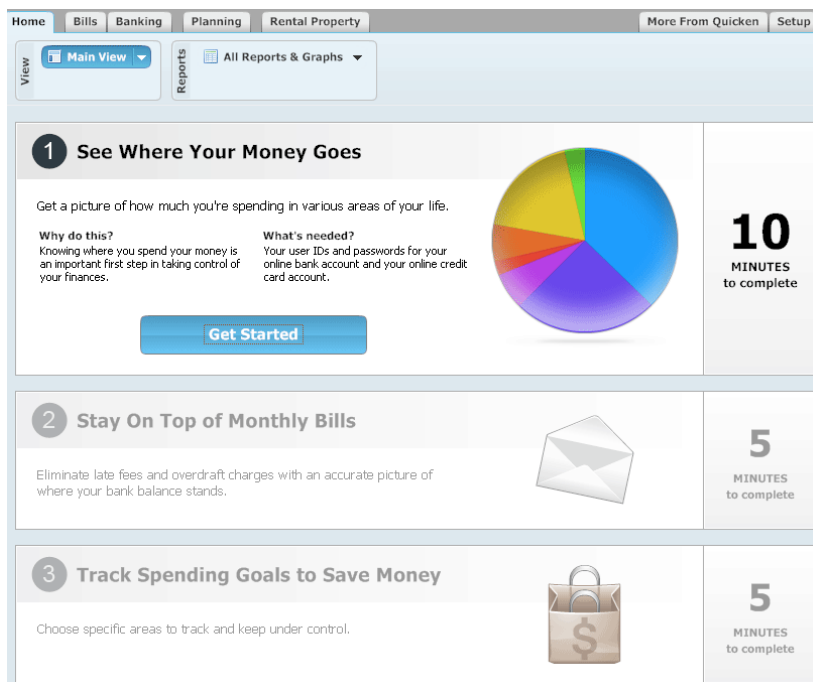 Home Bills Banking Planning Rental Property More From Quicken Setup
View Main View Reports All Reports & Graphs
1 See Where Your Money Goes
Get a picture of how much you're spending in various areas of your life.
Why do this?
Knowing where you spend your money is
an important first step in taking control of
your finances.
What's needed?
Your user IDs and passwords for your
online bank account and your online credit
card account.
Get Started
10
MINUTES
to complete
2 Stay On Top of Monthly Bills
Eliminate late fees and overdraft charges with an accurate picture of
where your bank balance stands.
5
MINUTES
to complete
3 Track Spending Goals to Save Money
Choose specific areas to track and keep under control.
$
5
MINUTES
to complete